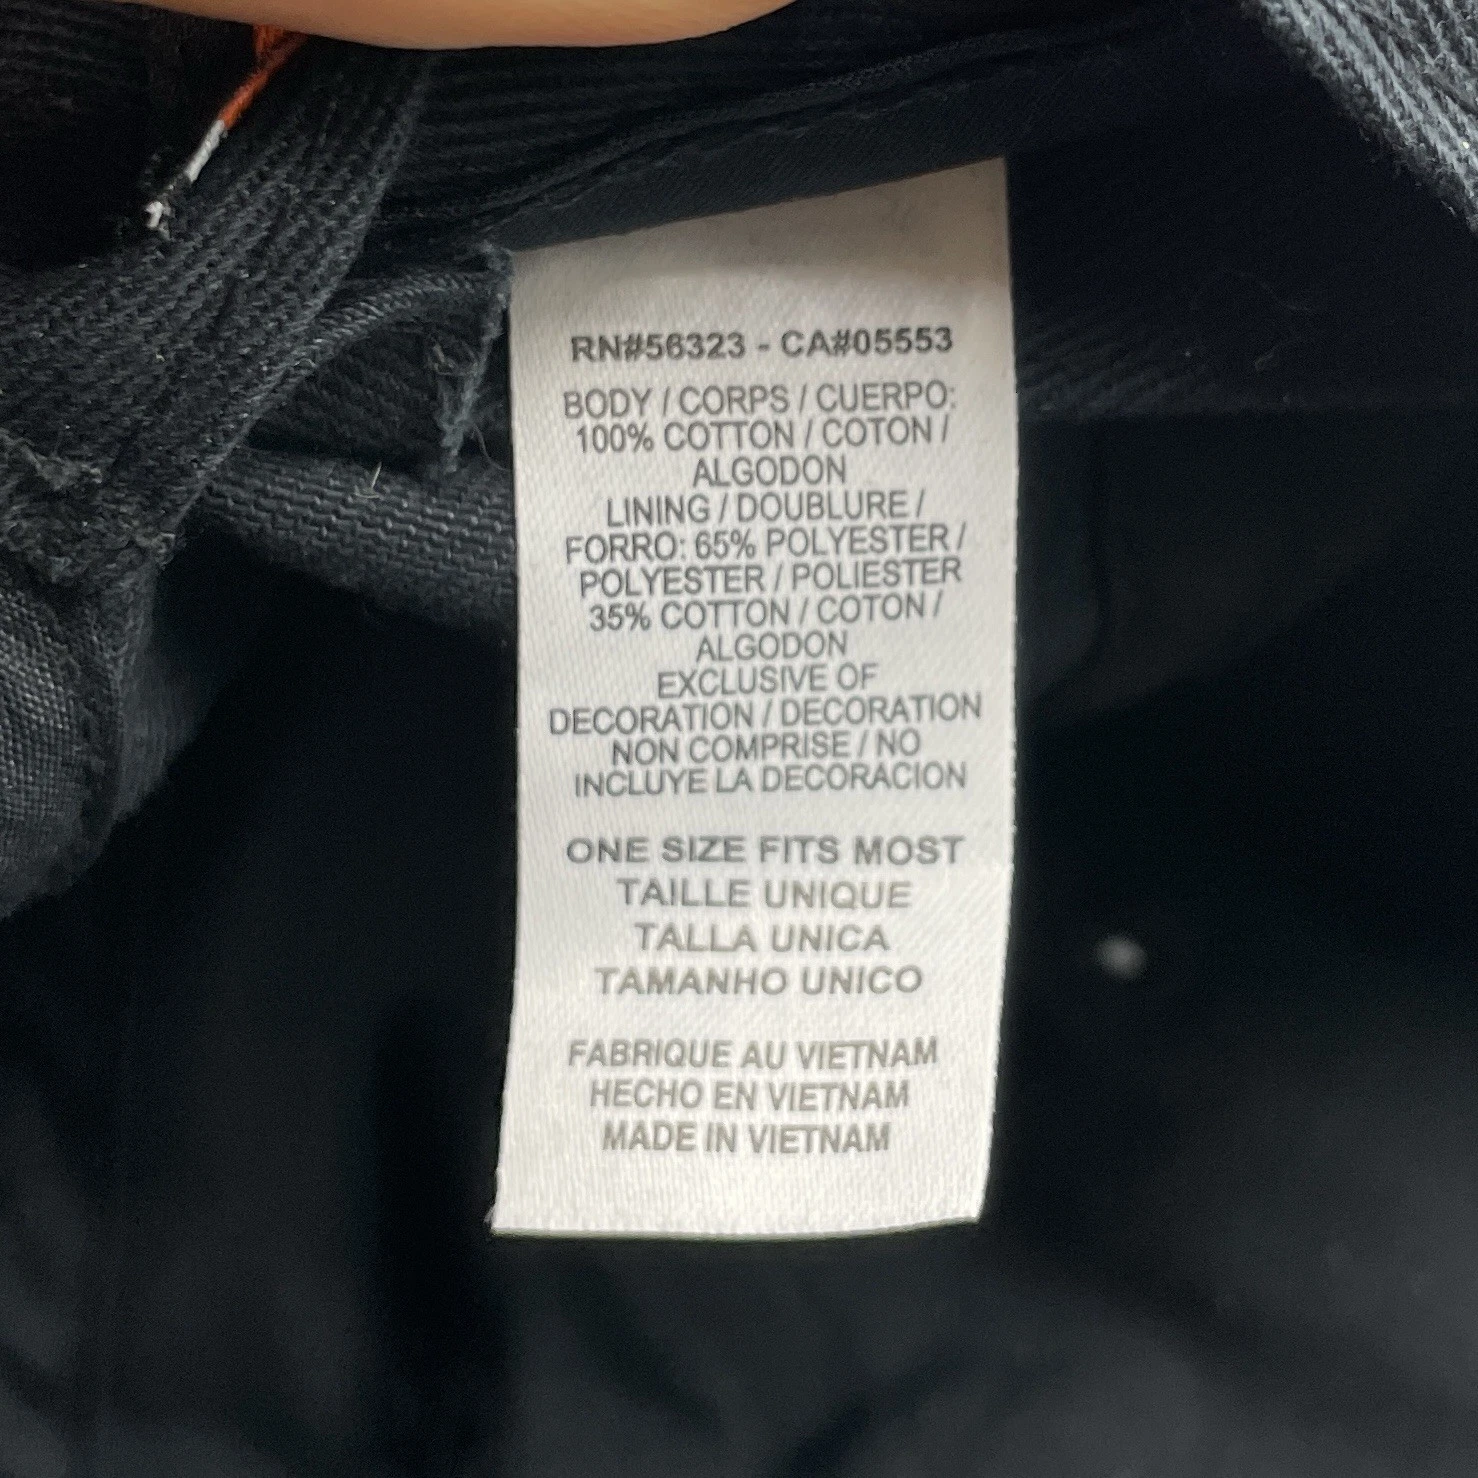 RN#56323 - CA#05553
BODY / CORPS / CUERPO:
100% COTTON / COTON /
ALGODON
LINING / DOUBLURE /
FORRO: 65% POLYESTER /
POLYESTER / POLIESTER
35% COTTON / COTON /
ALGODON
EXCLUSIVE OF
DECORATION / DECORATION
NON COMPRISE / NO
INCLUYE LA DECORACION
ONE SIZE FITS MOST
TAILLE UNIQUE
TALLA UNICA
TAMANHO UNICO
FABRIQUE AU VIETNAM
HECHO EN VIETNAM
MADE IN VIETNAM